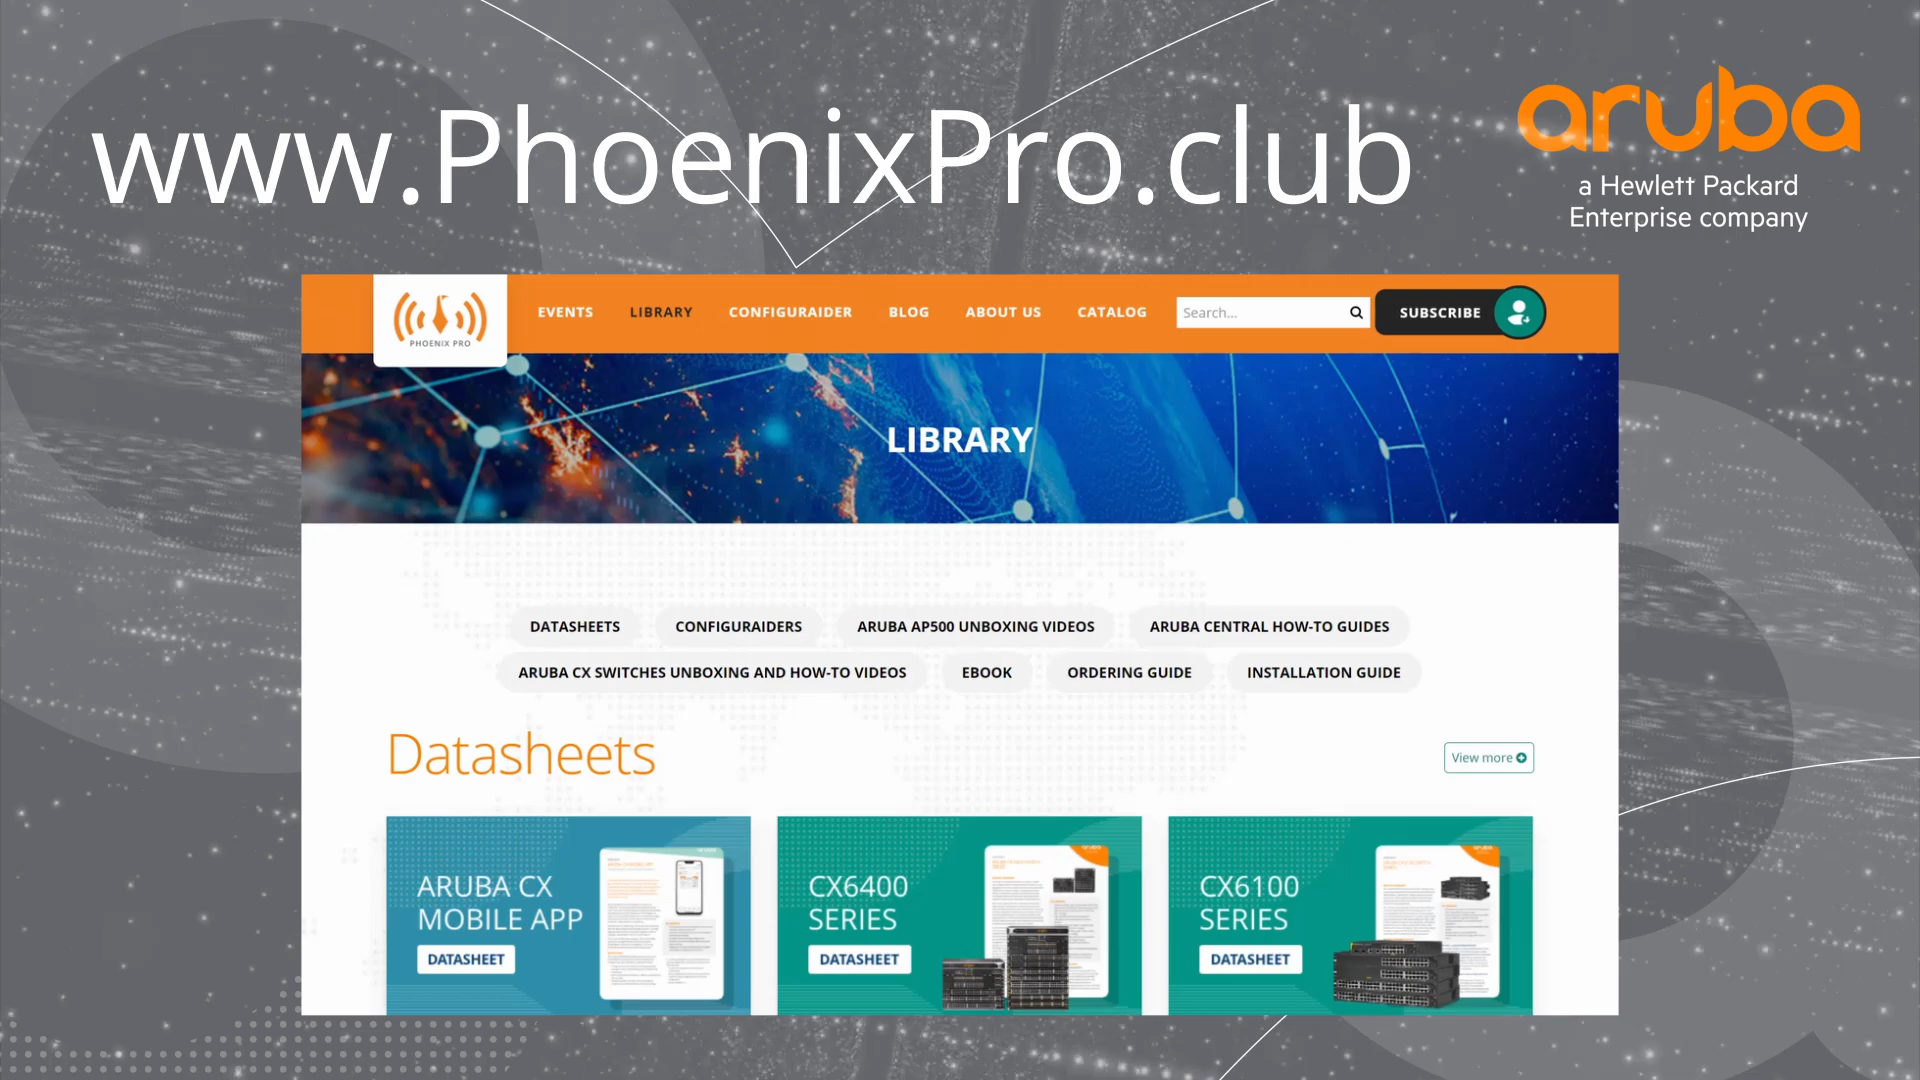 www.PhoenixPro.club
aruba
a Hewlett Packard
Enterprise company
PHOENIX PRO
EVENTS
LIBRARY
CONFIGURAIDER
BLOG
ABOUT US
CATALOG
Search...
SUBSCRIBE
LIBRARY
DATASHEETS
CONFIGURAIDERS
ARUBA AP500 UNBOXING VIDEOS
ARUBA CENTRAL HOW-TO GUIDES
ARUBA CX SWITCHES UNBOXING AND HOW-TO VIDEOS
EBOOK
ORDERING GUIDE
INSTALLATION GUIDE
Datasheets
View more
ARUBA CX
MOBILE APP
DATASHEET
CX6400
SERIES
DATASHEET
CX6100
SERIES
DATASHEET